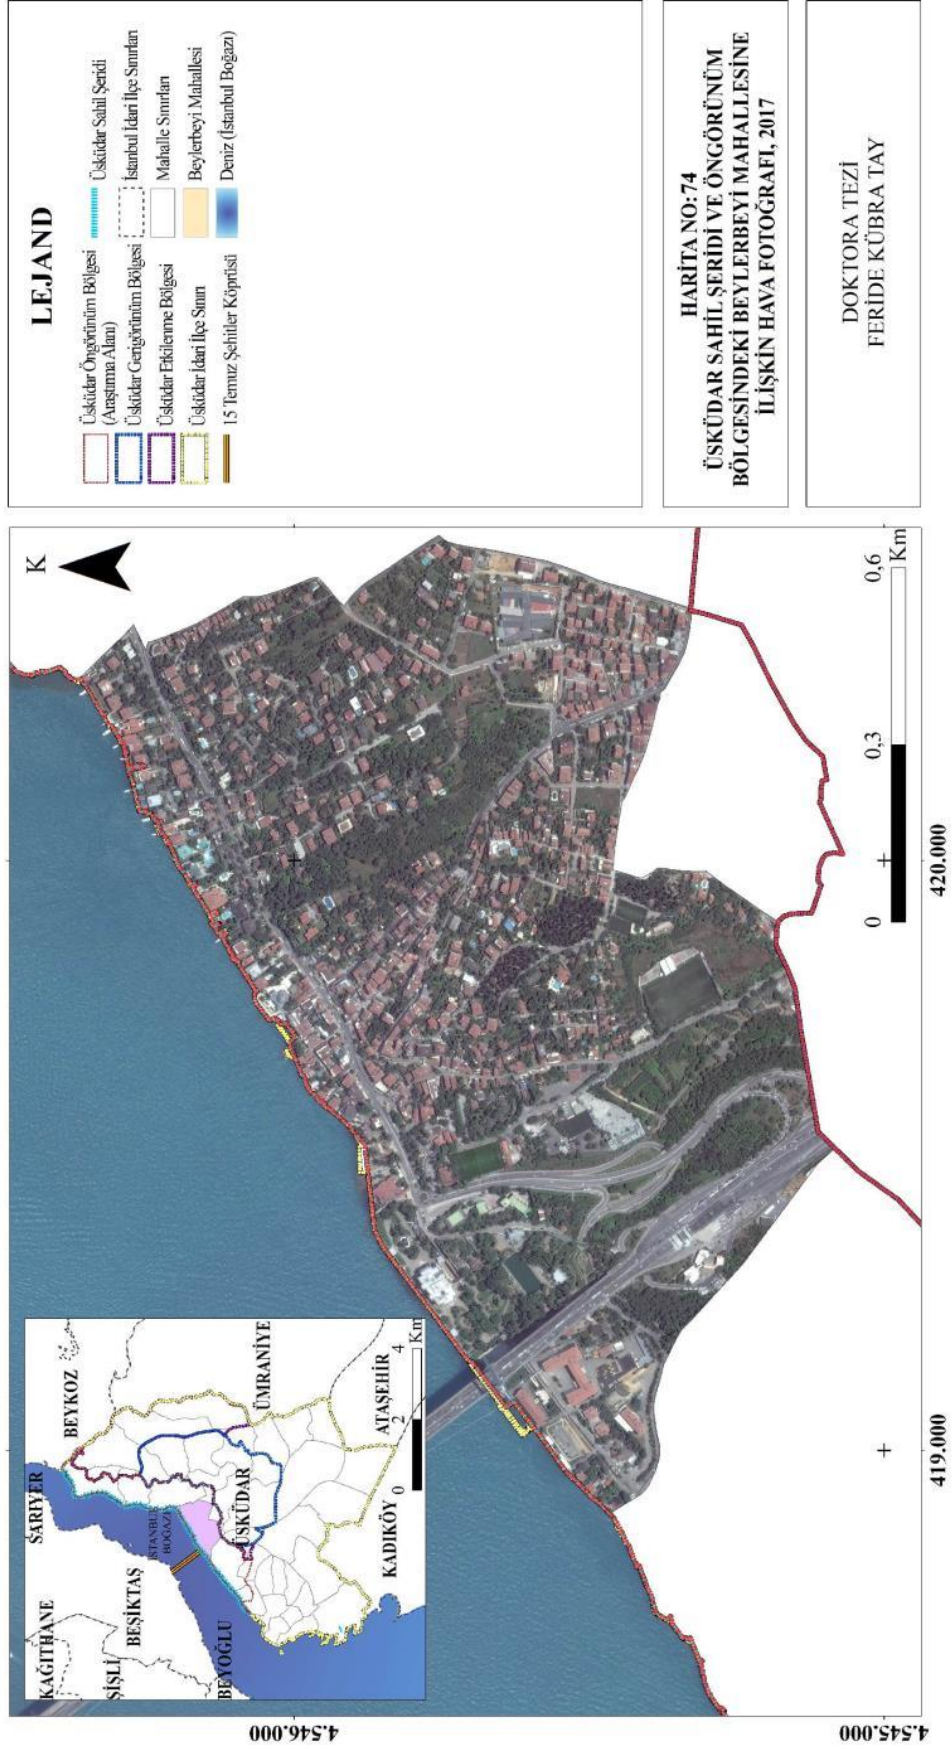 SARIYER
BEYKOZ
KAĞITHANE
ŞİŞLİ
BEŞİKTAŞ
İSTANBUL
BOĞAZI
BEYOĞLU
ÜSKÜDAR
ÜMRANİYE
ATAŞEHİR
KADIKÖY
0 2 4
Km
K
0 0,3 0,6
Km
4.546.000
4.545.000
419.000
420.000
LEJAND
Üsküdar Öngörünüm Bölgesi
(Araştırma Alanı)
Üsküdar Gerigörünüm Bölgesi
Üsküdar Etkilenme Bölgesi
Üsküdar İdari İlçe Sınırı
15 Temuz Şehitler Köprüsü
Üsküdar Sahil Şeridi
İstanbul İdari İlçe Sınırları
Mahalle Sınırları
Beylerbeyi Mahallesi
Deniz (İstanbul Boğazı)
HARİTA NO:74
ÜSKÜDAR SAHİL ŞERİDİ VE ÖNGÖRÜNÜM
BÖLGESİNDEKİ BEYLERBEYİ MAHALLESİNE
İLİŞKİN HAVA FOTOĞRAFI, 2017
DOKTORA TEZİ
FERİDE KÜBRA TAY